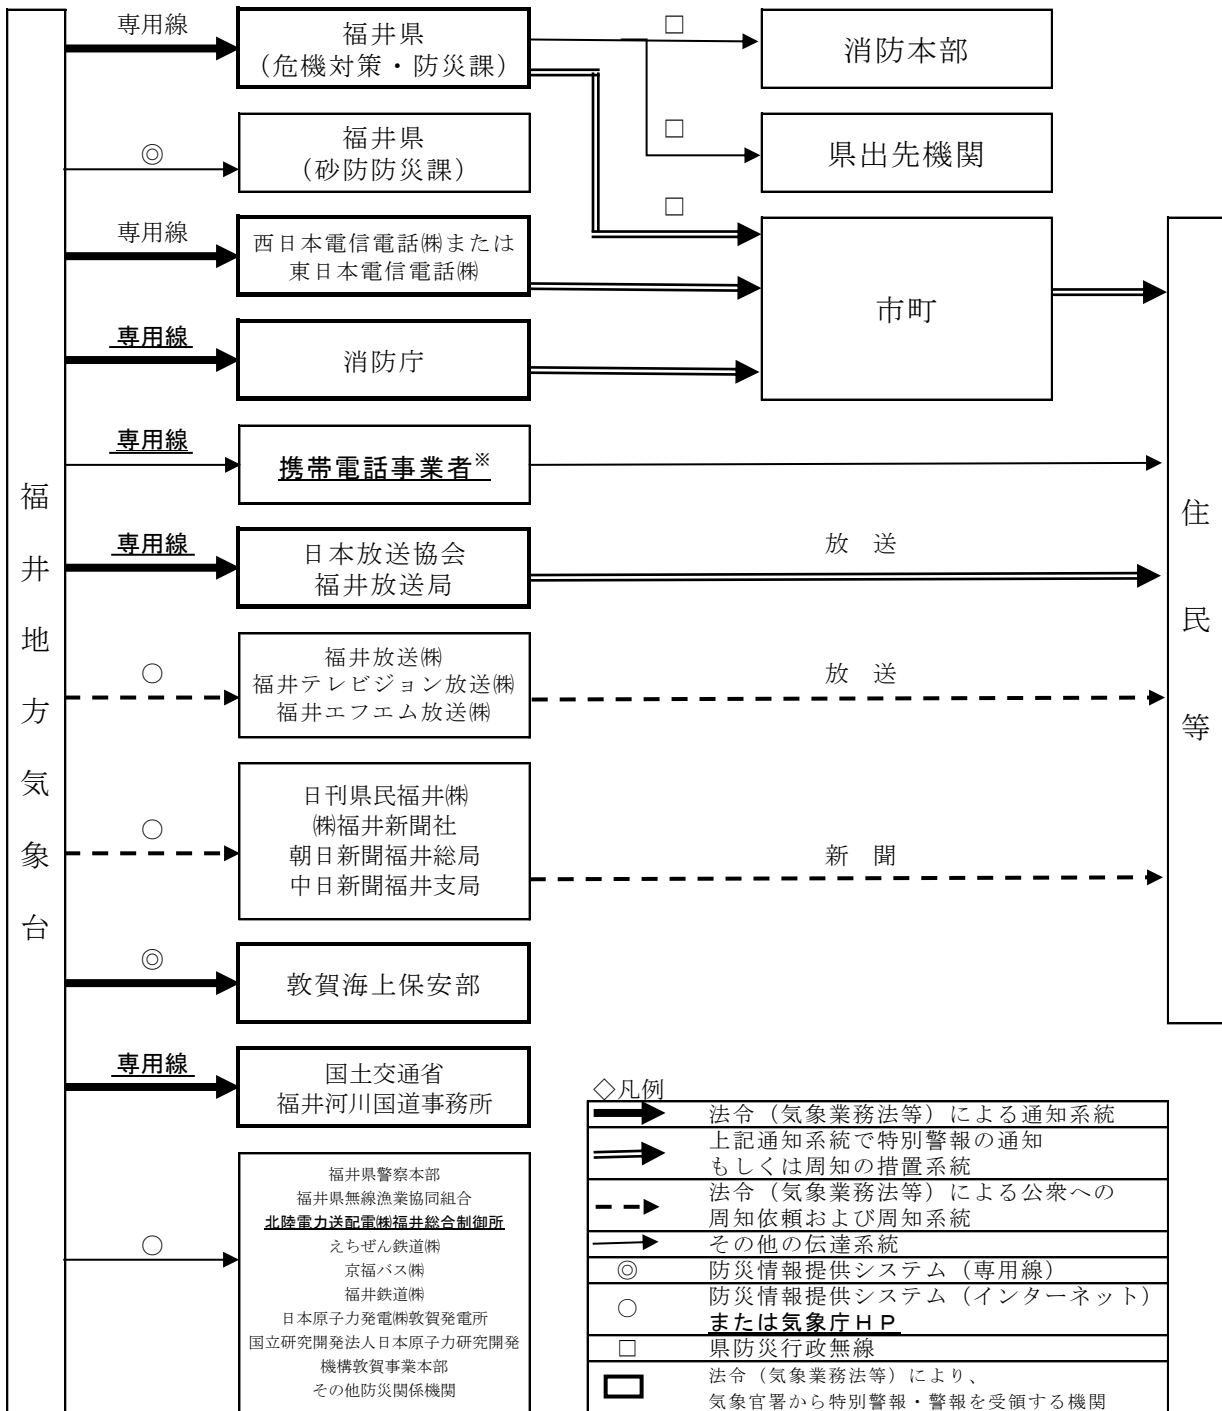 福井地方気象台
専用線
福井県
（危機対策・防災課）
□
消防本部
□
県出先機関
◎
福井県
（砂防防災課）
□
専用線
西日本電信電話㈱または
東日本電信電話㈱
市町
専用線
消防庁
専用線
携帯電話事業者※
住民等
専用線
日本放送協会
福井放送局
放 送
○
福井放送㈱
福井テレビジョン放送㈱
福井エフエム放送㈱
放 送
○
日刊県民福井㈱
㈱福井新聞社
朝日新聞福井総局
中日新聞福井支局
新 聞
◎
敦賀海上保安部
専用線
国土交通省
福井河川国道事務所
○
福井県警察本部
福井県無線漁業協同組合
北陸電力送配電㈱福井総合制御所
えちぜん鉄道㈱
京福バス㈱
福井鉄道㈱
日本原子力発電㈱敦賀発電所
国立研究開発法人日本原子力研究開発
機構敦賀事業本部
その他防災関係機関
◇凡例
法令（気象業務法等）による通知系統
上記通知系統で特別警報の通知
もしくは周知の措置系統
法令（気象業務法等）による公衆への
周知依頼および周知系統
その他の伝達系統
◎ 防災情報提供システム（専用線）
○ 防災情報提供システム（インターネット）
または気象庁ＨＰ
□ 県防災行政無線
法令（気象業務法等）により、
気象官署から特別警報・警報を受領する機関